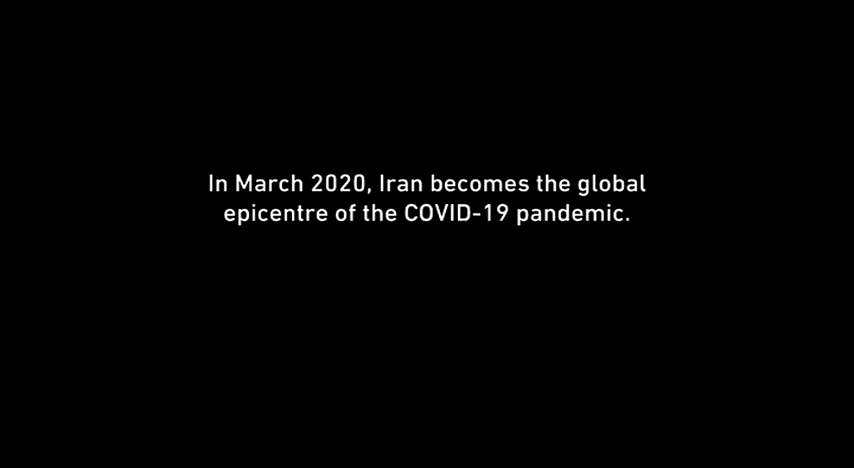 In March 2020, Iran becomes the global
epicentre of the COVID-19 pandemic.